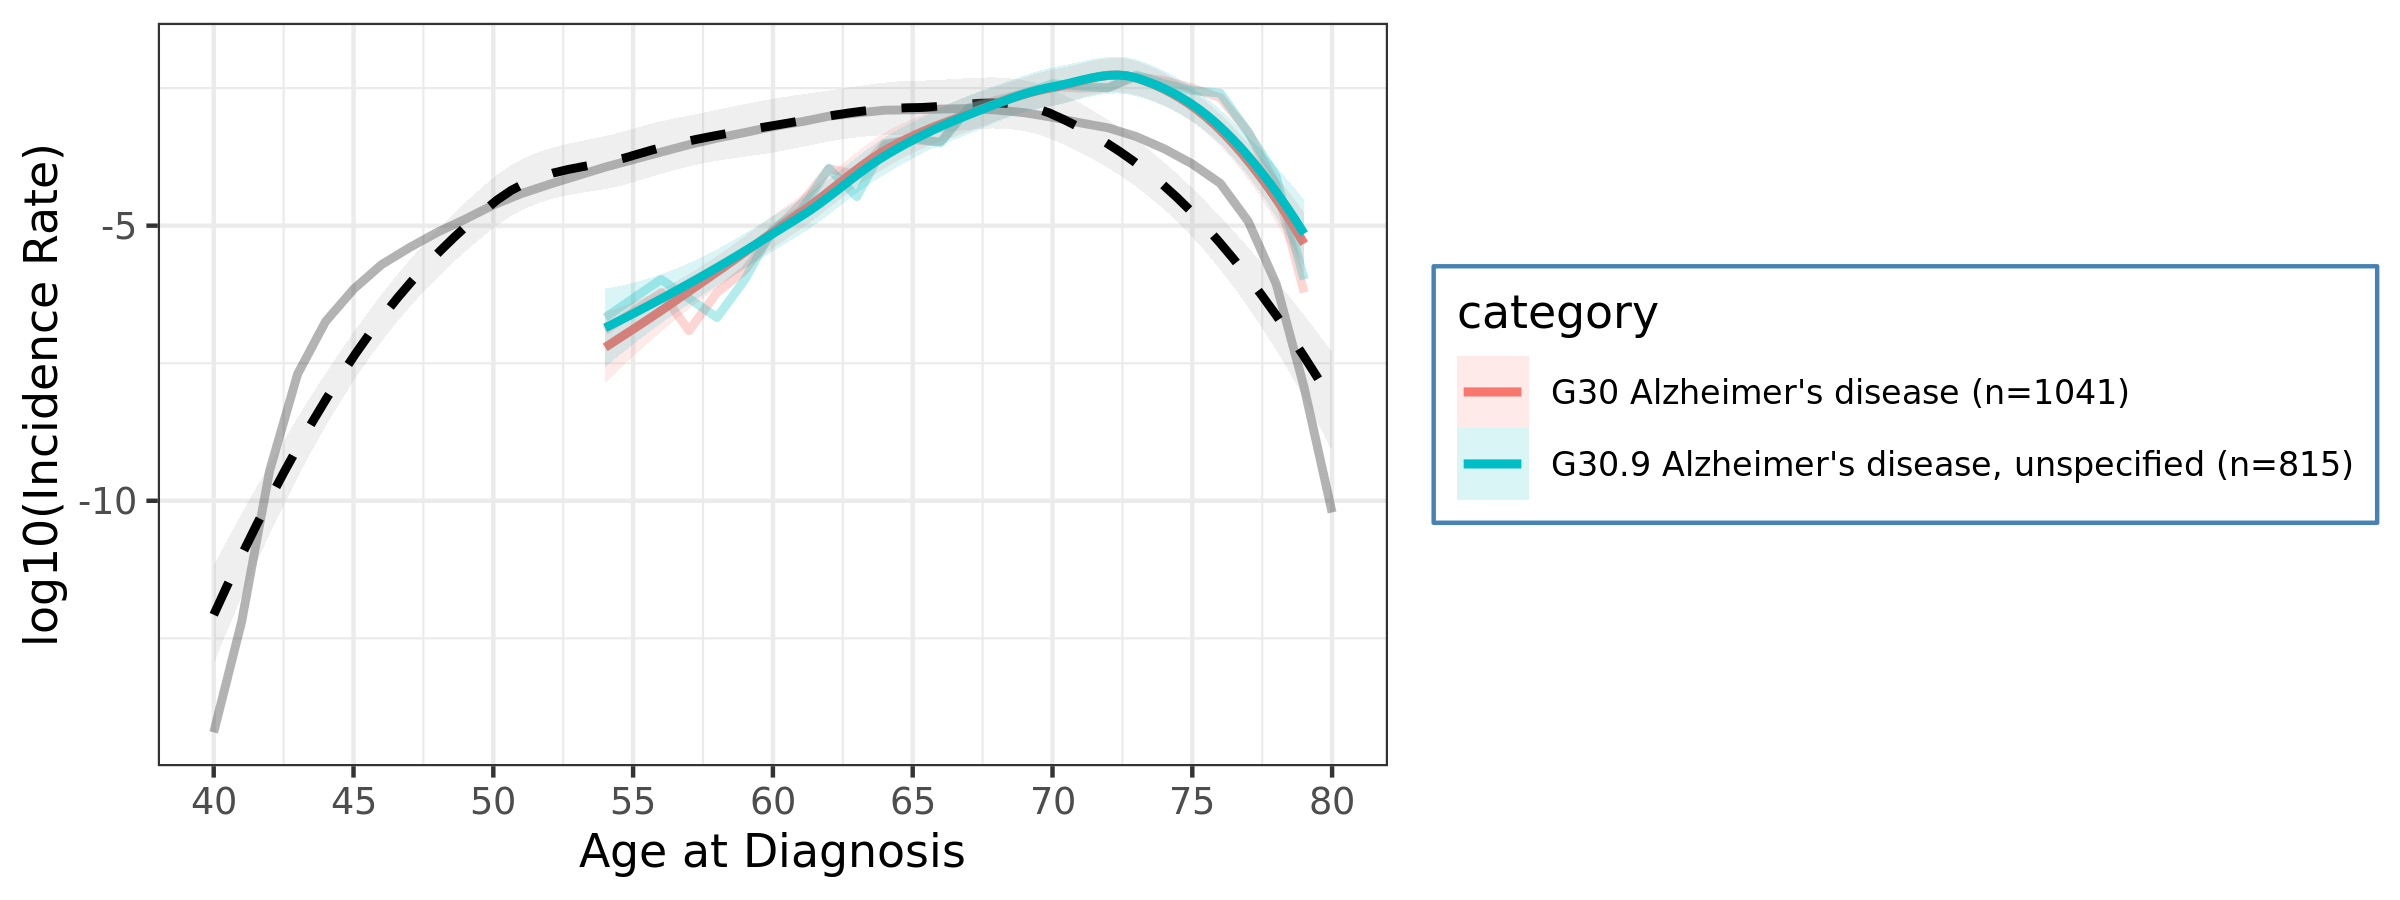 log10(Incidence Rate)
-5
-10
40 45 50 55 60 65 70 75 80
Age at Diagnosis
category
G30 Alzheimer's disease (n=1041)
G30.9 Alzheimer's disease, unspecified (n=815)